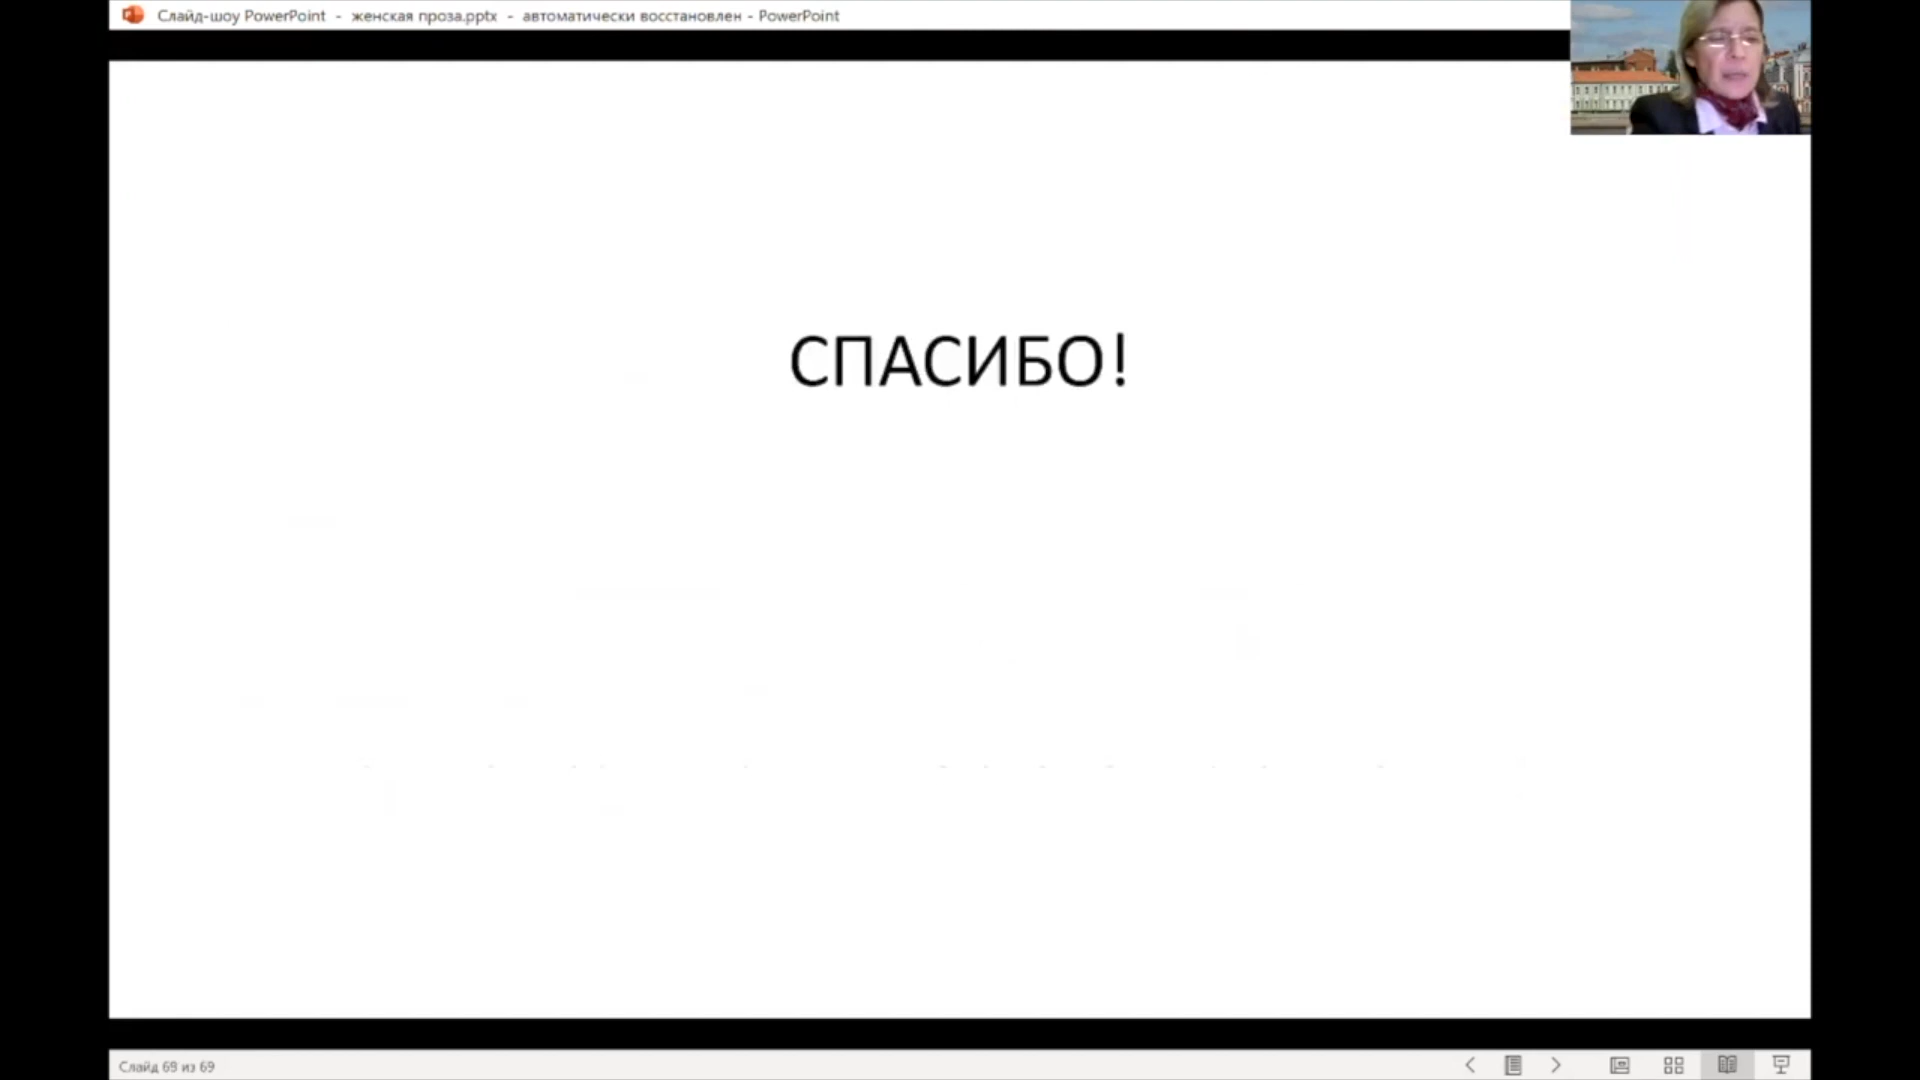 Слайд-шоу PowerPoint - женская проза.pptx - автоматически восстановлен - PowerPoint
СПАСИБО!
Слайд 69 из 69